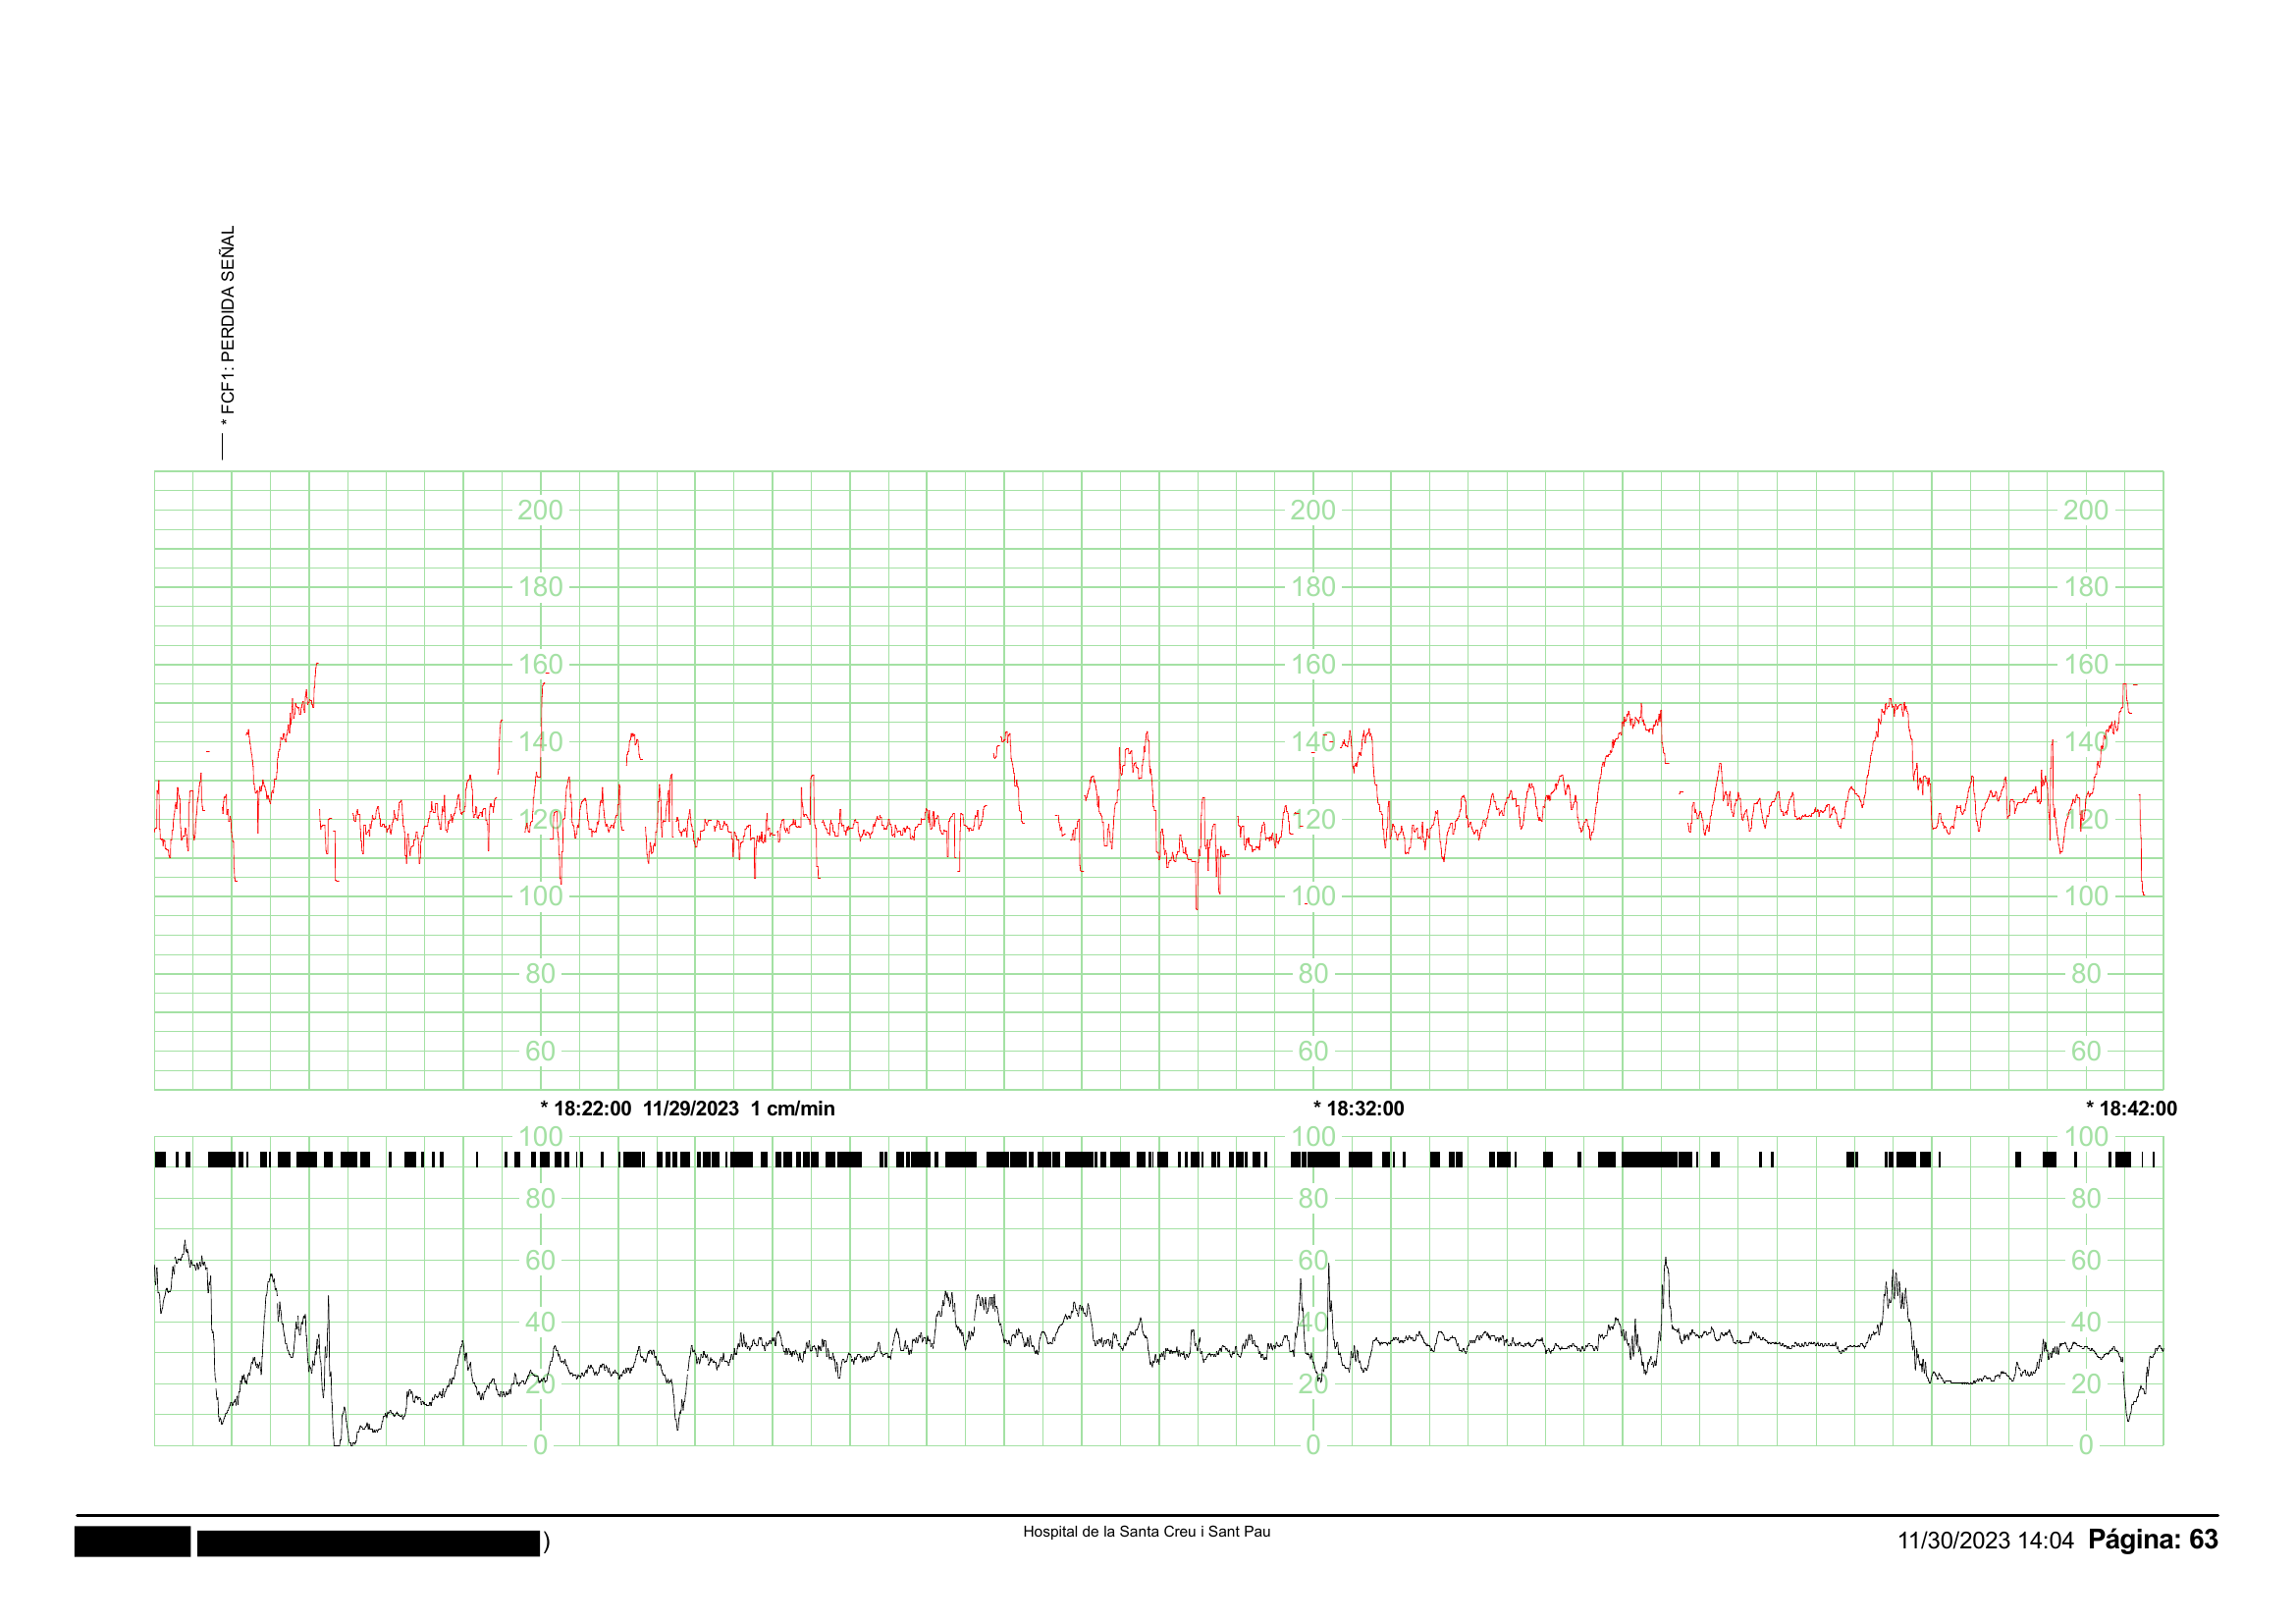 * FCF1: PERDIDA SEÑAL
200 200 200
180 180 180
160 160 160
140 140 140
120 120 120
100 100 100
80 80 80
60 60 60
* 18:22:00 11/29/2023 1 cm/min * 18:32:00 * 18:42:00
100 100 100
80 80 80
60 60 60
40 40 40
20 20 20
0 0 0
) Hospital de la Santa Creu i Sant Pau 11/30/2023 14:04 Página: 63